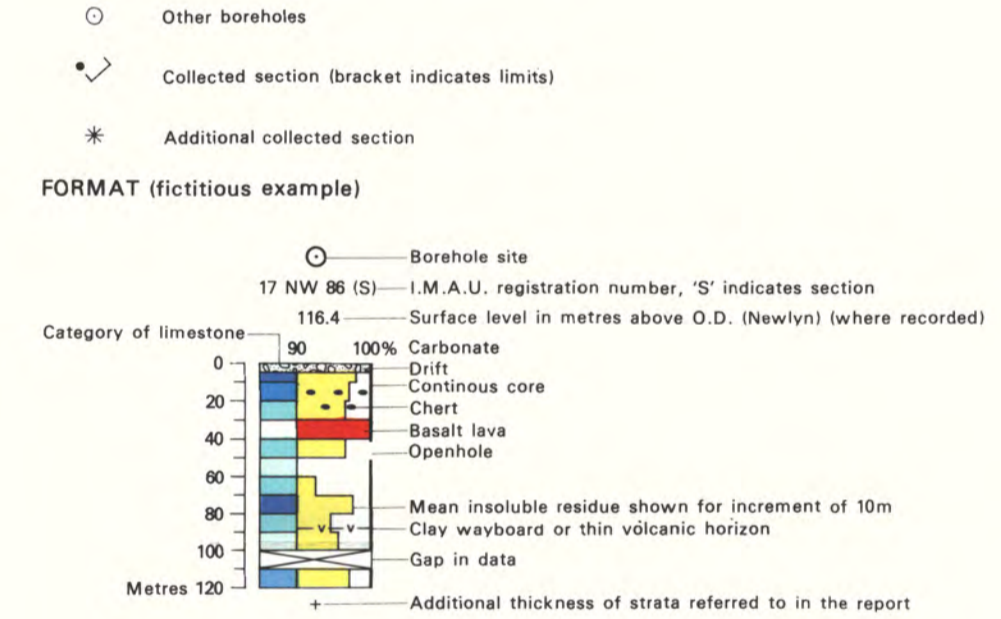 Other boreholes
Collected section (bracket indicates limits)
Additional collected section
FORMAT (fictitious example)
Borehole site
17 NW 86 (S) I.M.A.U. registration number, 'S' indicates section
116.4 Surface level in metres above O.D. (Newlyn) (where recorded)
Category of limestone
90 100% Carbonate
0 Drift
Continous core
20 Chert
Basalt lava
40
Openhole
60
Mean insoluble residue shown for increment of 10m
80
v v Clay wayboard or thin volcanic horizon
100
Gap in data
Metres 120
+ Additional thickness of strata referred to in the report